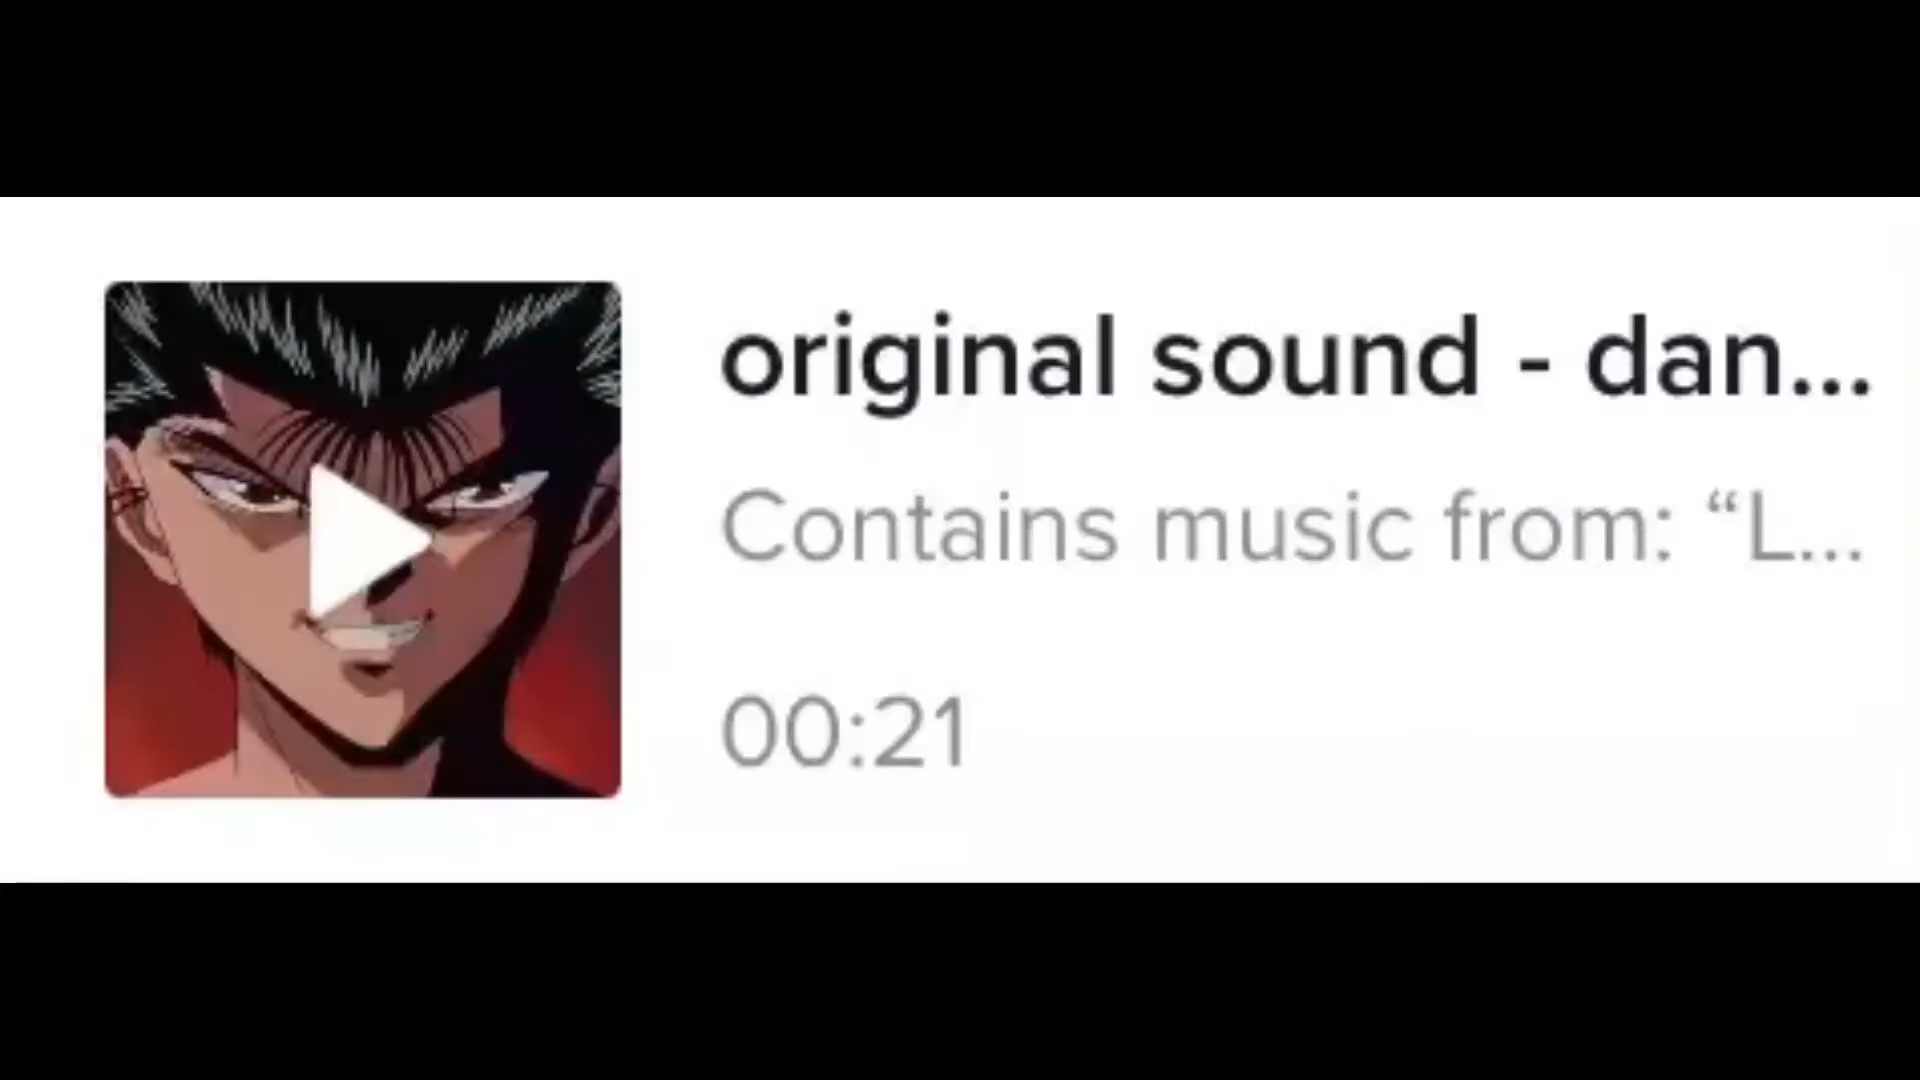 original sound - dan...
Contains music from: “L...
00:21